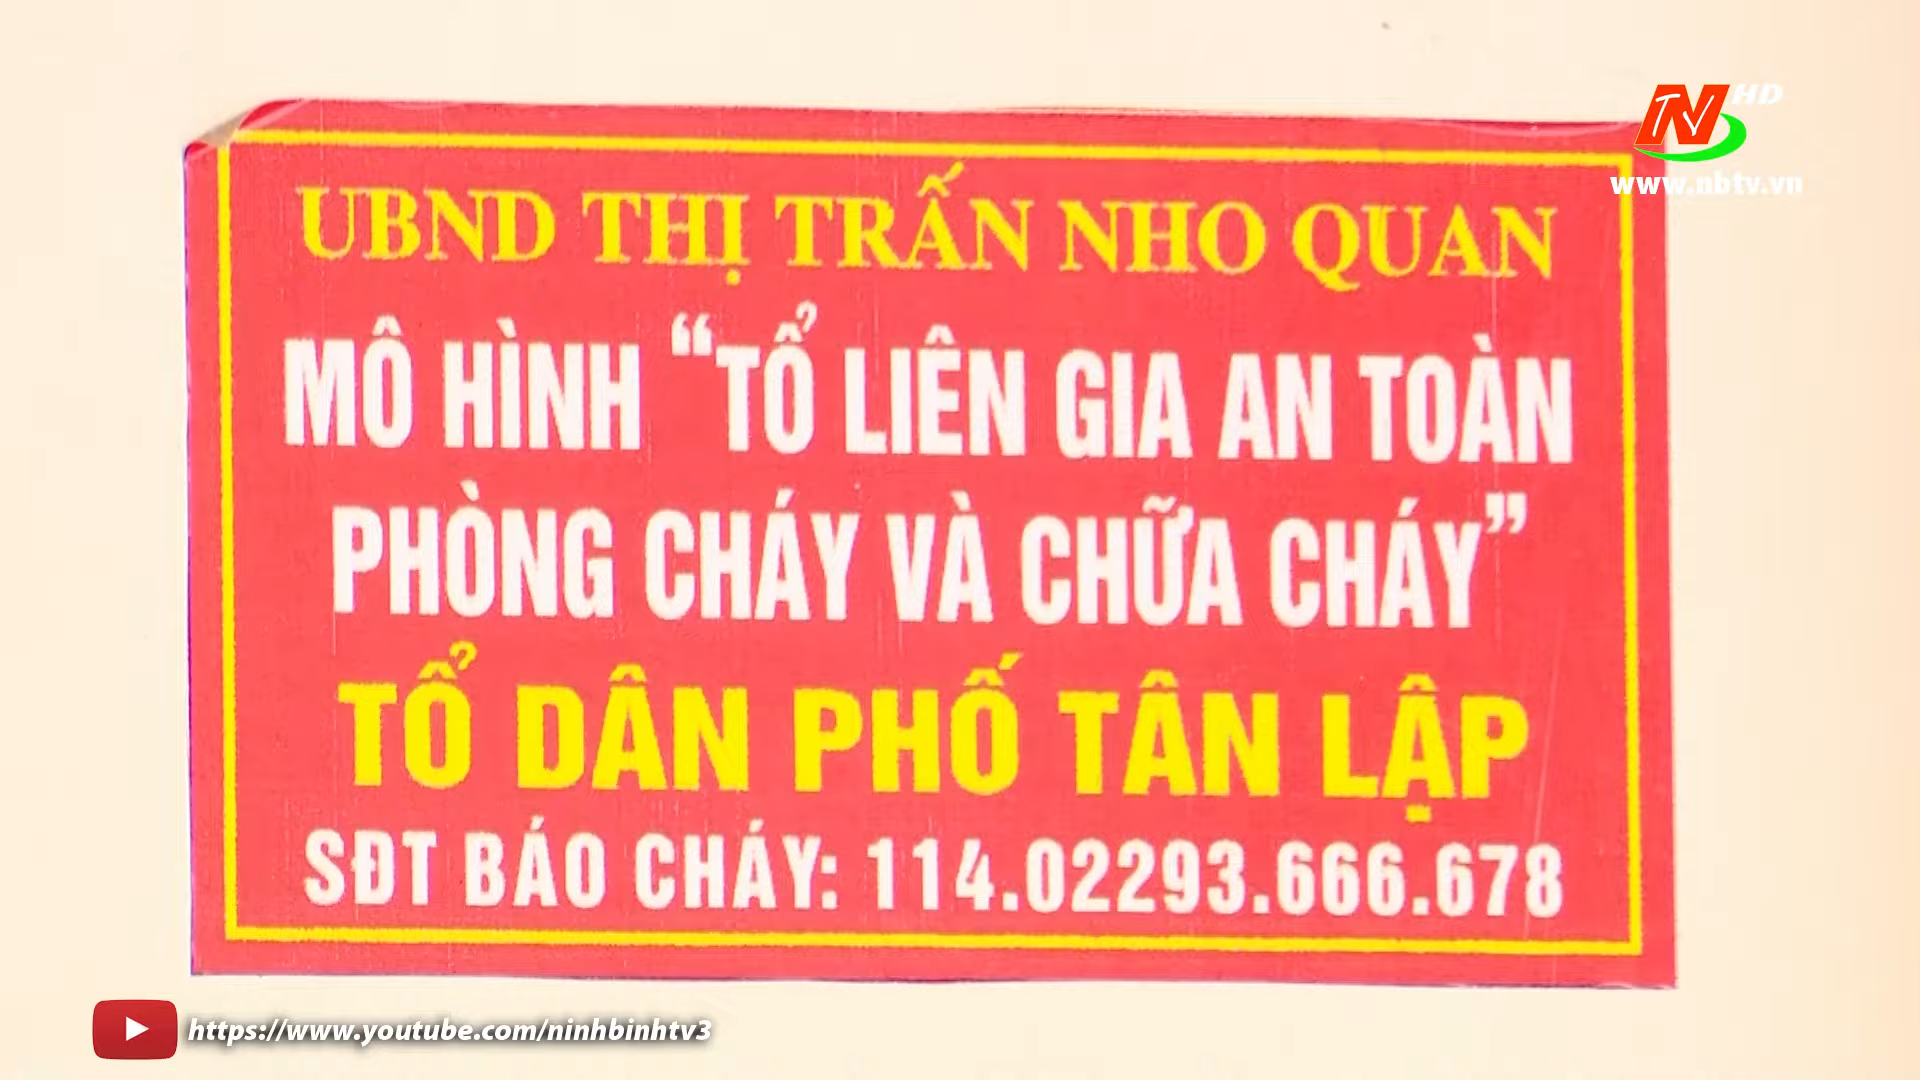 NTV HD
www.nbtv.vn
UBND THỊ TRẤN NHO QUAN
MÔ HÌNH “TỔ LIÊN GIA AN TOÀN
PHÒNG CHÁY VÀ CHỮA CHÁY”
TỔ DÂN PHỐ TÂN LẬP
SĐT BÁO CHÁY: 114.02293.666.678
https://www.youtube.com/ninhbinhtv3